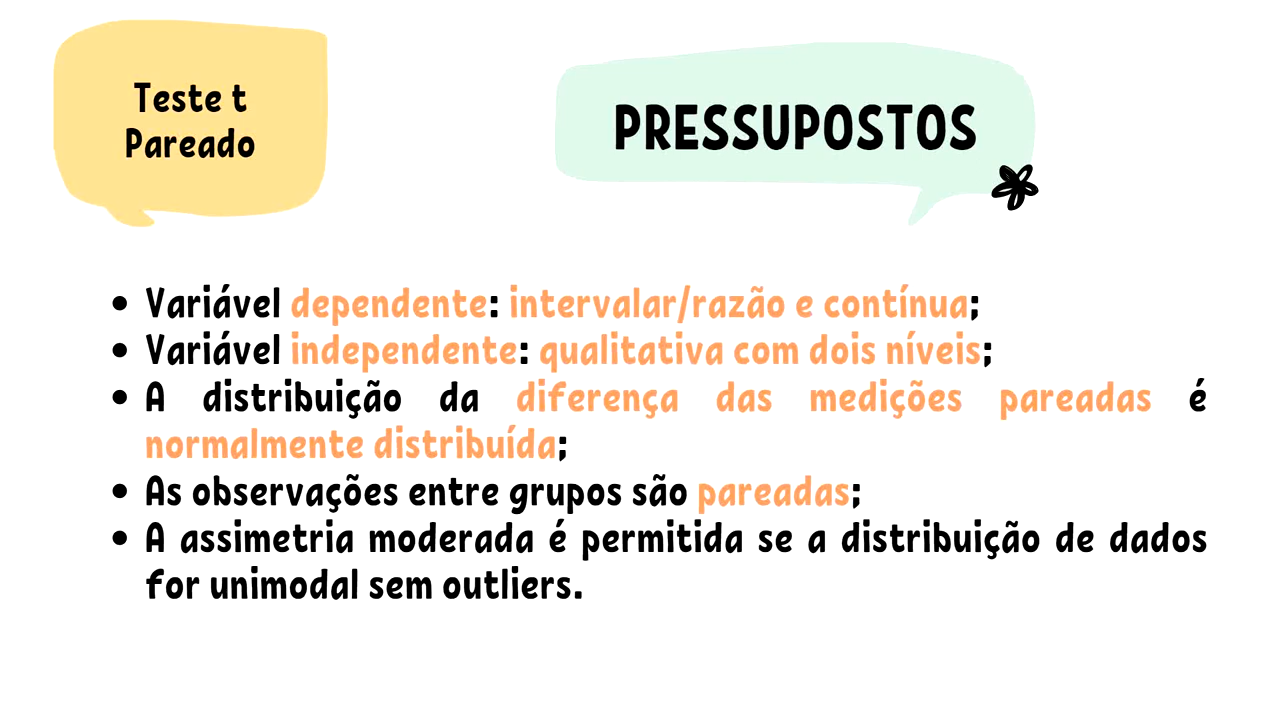 Teste t
Pareado
PRESSUPOSTOS
• Variável dependente: intervalar/razão e contínua;
• Variável independente: qualitativa com dois níveis;
• A distribuição da diferença das medições pareadas é
normalmente distribuída;
• As observações entre grupos são pareadas;
• A assimetria moderada é permitida se a distribuição de dados
for unimodal sem outliers.